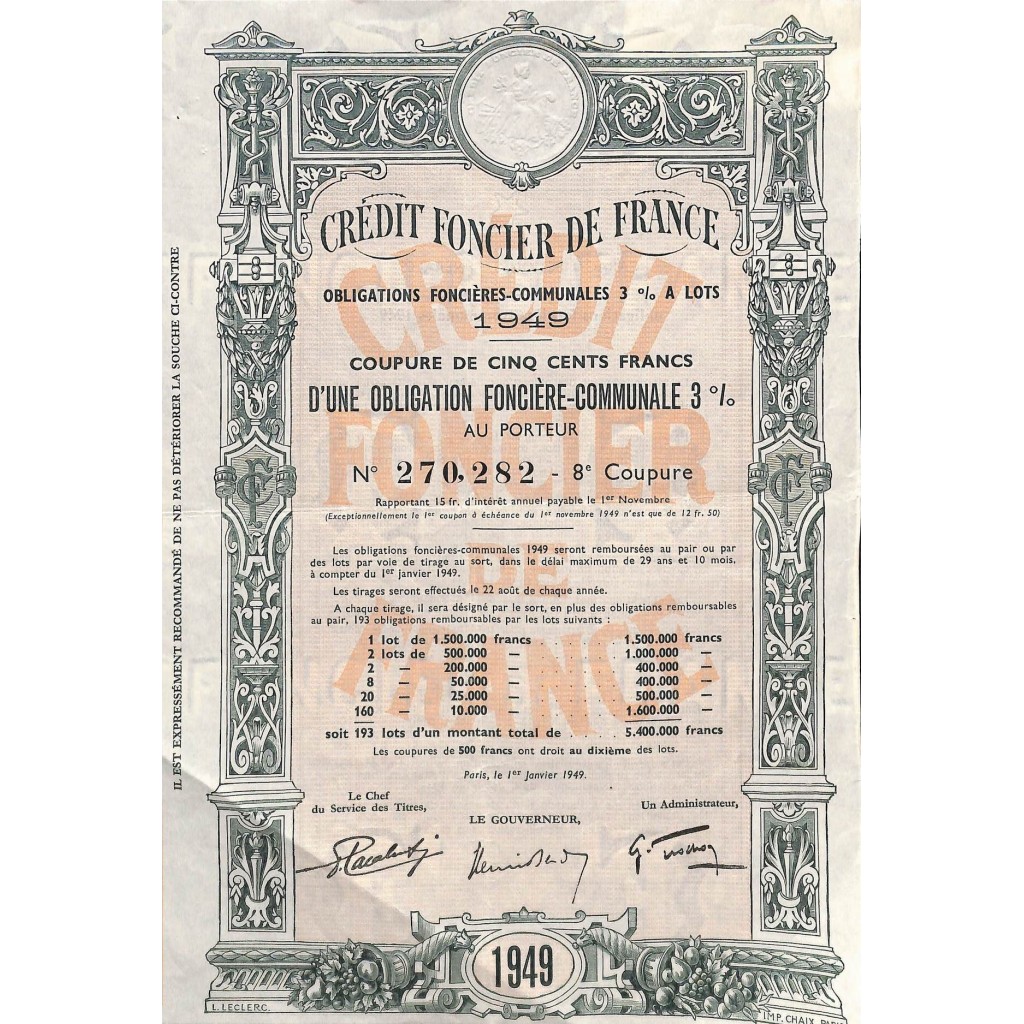 CRÉDIT FONCIER DE FRANCE
OBLIGATIONS FONCIÈRES-COMMUNALES 3 % A LOTS
1949
COUPURE DE CINQ CENTS FRANCS
D'UNE OBLIGATION FONCIÈRE-COMMUNALE 3 %
AU PORTEUR
N° 270,282 - 8e Coupure
Rapportant 15 fr. d'intérêt annuel payable le 1er Novembre
(Exceptionnellement le 1er coupon à échéance du 1er novembre 1949 n'est que de 12 fr. 50)
Les obligations foncières-communales 1949 seront remboursées au pair ou par
des lots par voie de tirage au sort, dans le délai maximum de 29 ans et 10 mois,
à compter du 1er janvier 1949.
Les tirages seront effectués le 22 août de chaque année.
A chaque tirage, il sera désigné par le sort, en plus des obligations remboursables
au pair, 193 obligations remboursables par les lots suivants :
1 lot de 1.500.000 francs . . . . 1.500.000 francs
2 lots de 500.000 — . . . . 1.000.000 —
2 — 200.000 — . . . . 400.000 —
8 — 50.000 — . . . . 400.000 —
20 — 25.000 — . . . . 500.000 —
160 — 10.000 — . . . . 1.600.000 —
soit 193 lots d'un montant total de . . . 5.400.000 francs
Les coupures de 500 francs ont droit au dixième des lots.
Paris, le 1er Janvier 1949.
Le Chef
du Service des Titres,
LE GOUVERNEUR,
Un Administrateur,
1949
L. LECLERC.
IMP. CHAIX, PARIS
IL EST EXPRESSÉMENT RECOMMANDÉ DE NE PAS DÉTÉRIORER LA SOUCHE CI-CONTRE
CRÉDIT
FONCIER
DE
FRANCE